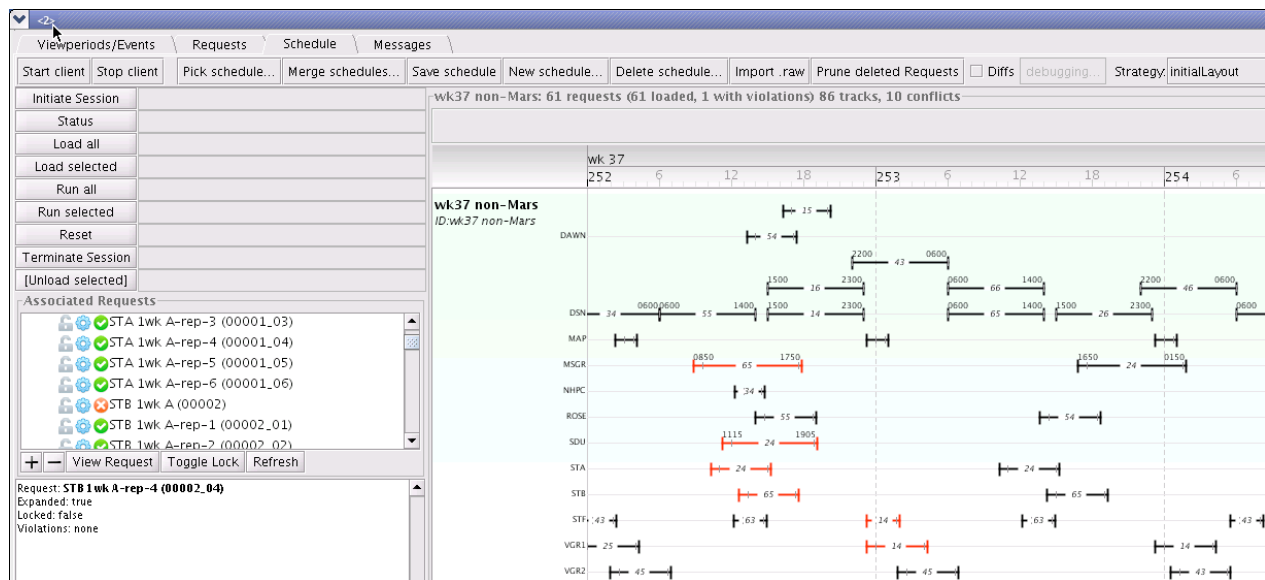 <2>
Viewperiods/Events Requests Schedule Messages
Start client Stop client Pick schedule... Merge schedules... Save schedule New schedule... Delete schedule... Import .raw Prune deleted Requests Diffs debugging... Strategy: initialLayout
Initiate Session
Status
Load all
Load selected
Run all
Run selected
Reset
Terminate Session
[Unload selected]
Associated Requests
STA 1wk A-rep-3 (00001_03)
STA 1wk A-rep-4 (00001_04)
STA 1wk A-rep-5 (00001_05)
STA 1wk A-rep-6 (00001_06)
STB 1wk A (00002)
STB 1wk A-rep-1 (00002_01)
STB 1wk A-rep-2 (00002_02)
+ − View Request Toggle Lock Refresh
Request: STB 1wk A-rep-4 (00002_04)
Expanded: true
Locked: false
Violations: none
wk37 non-Mars: 61 requests (61 loaded, 1 with violations) 86 tracks, 10 conflicts
wk 37
252 6 12 18 253 6 12 18 254 6
wk37 non-Mars
ID:wk37 non-Mars
15
DAWN 54
2200 43 0600
1500 16 2300 0600 66 1400 2200 46 0600
DSN 34 0600 0600 55 1400 1500 14 2300 0600 65 1400 1500 26 2300 0600
MAP
MSGR 0850 65 1750 1650 24 0150
NHPC 34
ROSE 55 54
SDU 1115 24 1905
STA 24 24
STB 65 65
STF 43 63 14 63 43
VGR1 25 14 14
VGR2 45 45 43